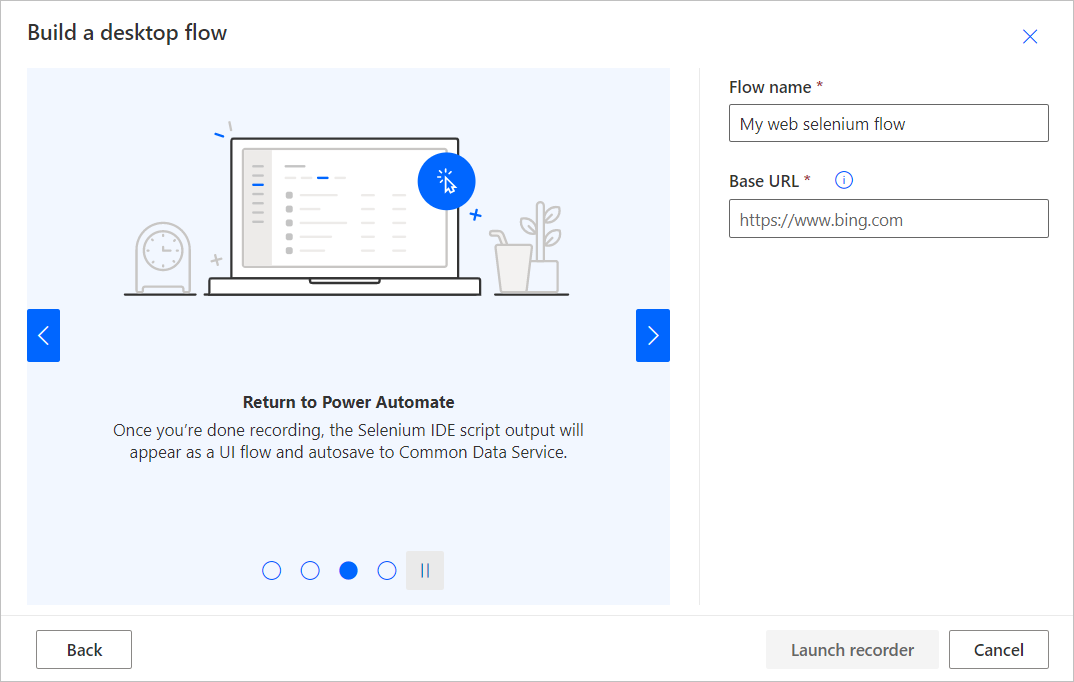 Build a desktop flow
Return to Power Automate
Once you’re done recording, the Selenium IDE script output will
appear as a UI flow and autosave to Common Data Service.
Flow name *
My web selenium flow
Base URL *
https://www.bing.com
Back
Launch recorder
Cancel